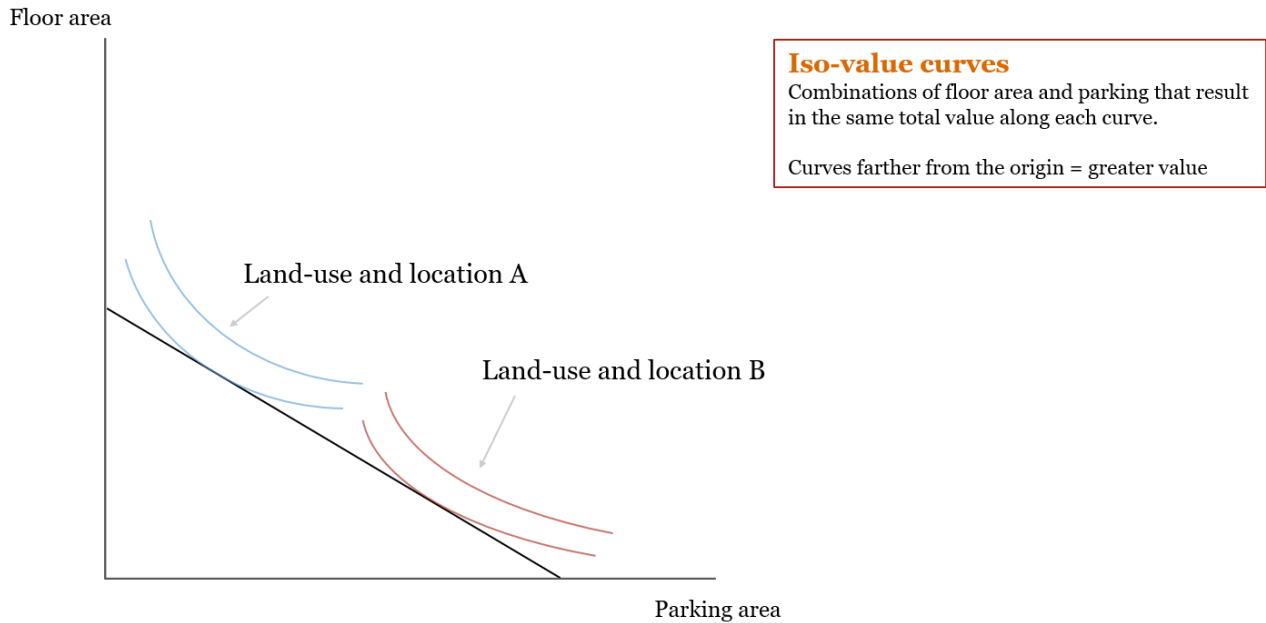 Floor area
Iso-value curves
Combinations of floor area and parking that result
in the same total value along each curve.
Curves farther from the origin = greater value
Land-use and location A
Land-use and location B
Parking area